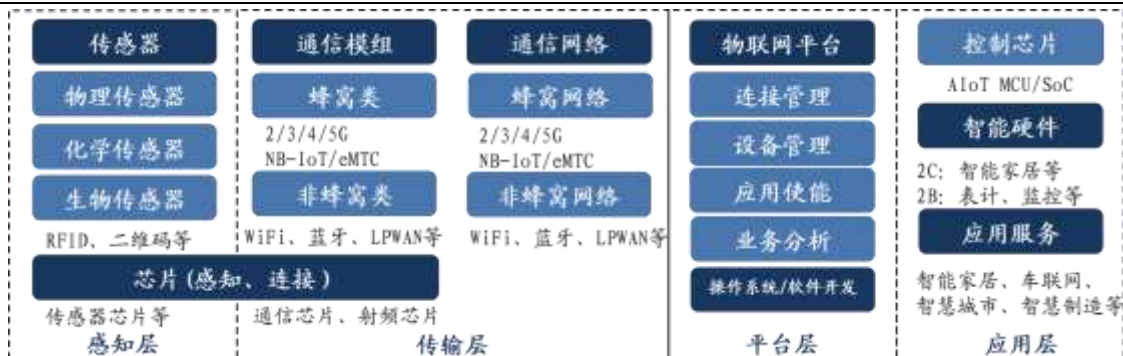 传感器
物理传感器
化学传感器
生物传感器
RFID、二维码等
芯片(感知、连接)
传感器芯片等
感知层
通信模组
蜂窝类
2/3/4/5G
NB-IoT/eMTC
非蜂窝类
WiFi、蓝牙、LPWAN等
通信芯片、射频芯片
传输层
通信网络
蜂窝网络
2/3/4/5G
NB-IoT/eMTC
非蜂窝网络
WiFi、蓝牙、LPWAN等
物联网平台
连接管理
设备管理
应用使能
业务分析
操作系统/软件开发
平台层
控制芯片
AIoT MCU/SoC
智能硬件
2C: 智能家居等
2B: 表计、监控等
应用服务
智能家居、车联网、
智慧城市、智慧制造等
应用层